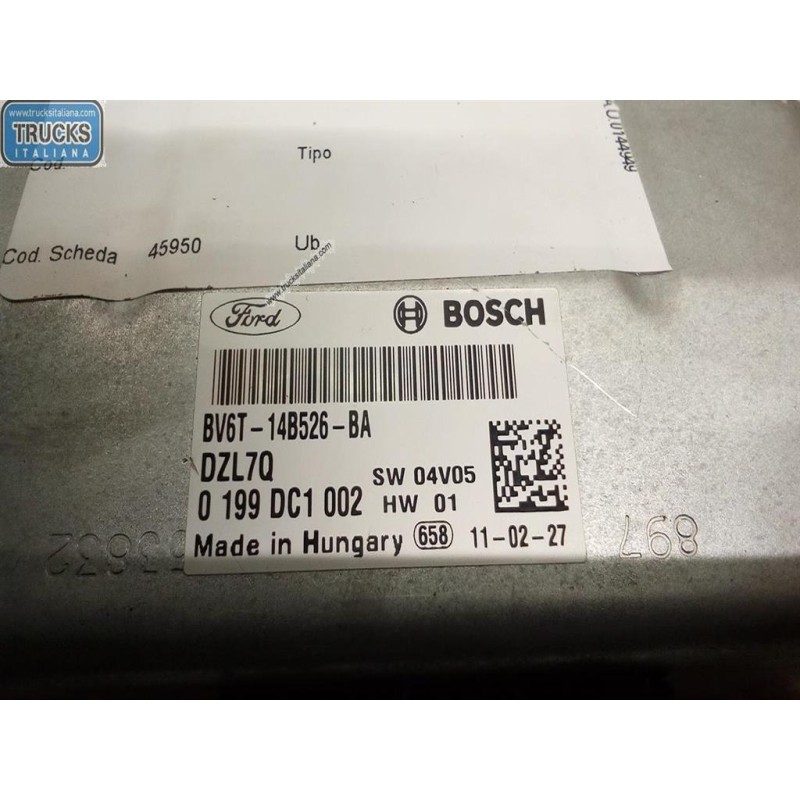 www.trucksitaliana.com
TRUCKS
ITALIANA
Cod.
Tipo
Cod. Scheda 45950
Ub.
www.trucksitaliana.com
Ford
BOSCH
BV6T-14B526-BA
DZL7Q
SW 04V05
0 199 DC1 002
HW 01
Made in Hungary 658 11-02-27
897